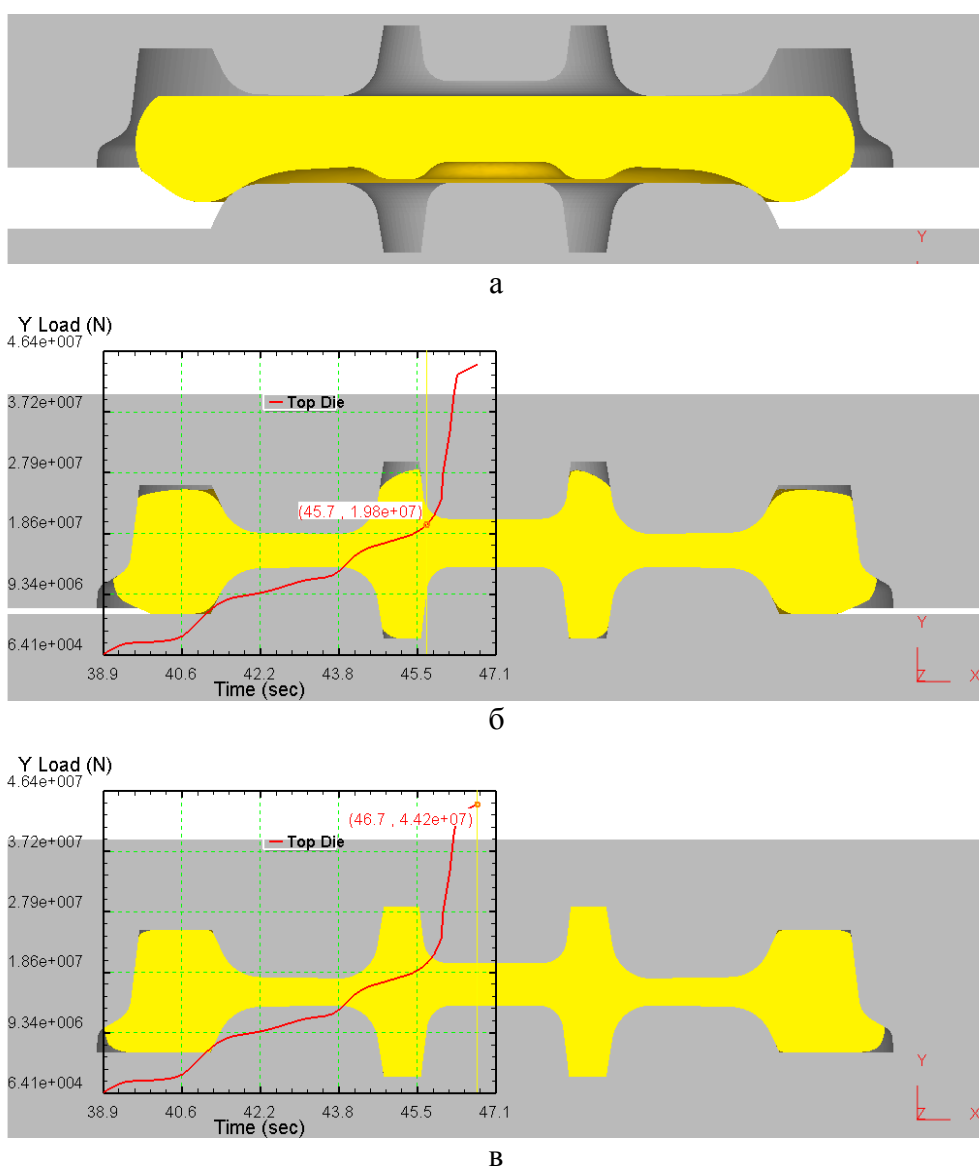 Y
а
Y Load (N)
4.64e+007
3.72e+007
Top Die
2.79e+007
(45.7 , 1.98e+07)
1.86e+007
9.34e+006
6.41e+004
Y
Z X
38.9 40.6 42.2 43.8 45.5 47.1
Time (sec)
б
Y Load (N)
4.64e+007
(46.7 , 4.42e+07)
3.72e+007
Top Die
2.79e+007
1.86e+007
9.34e+006
6.41e+004
Y
Z X
38.9 40.6 42.2 43.8 45.5 47.1
Time (sec)
в